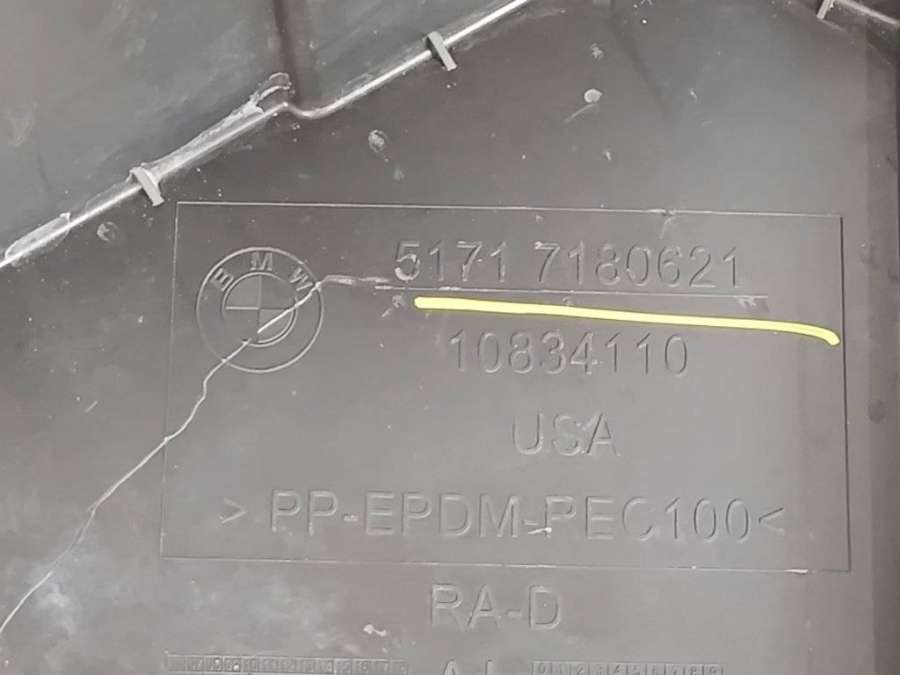 BMW
5171 7180621
10834110
USA
> PP-EPDM-PEC100<
RA-D